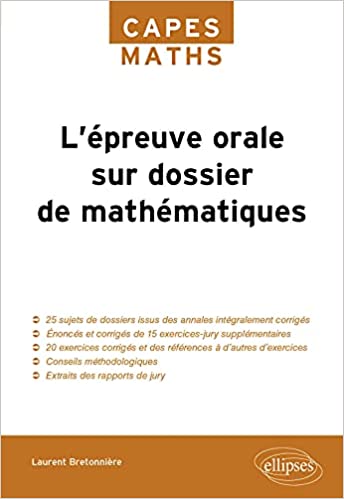 CAPES
MATHS
L'épreuve orale
sur dossier
de mathématiques
25 sujets de dossiers issus des annales intégralement corrigés
Énoncés et corrigés de 15 exercices-jury supplémentaires
20 exercices corrigés et des références à d'autres d'exercices
Conseils méthodologiques
Extraits des rapports de jury
Laurent Bretonnière
ellipses